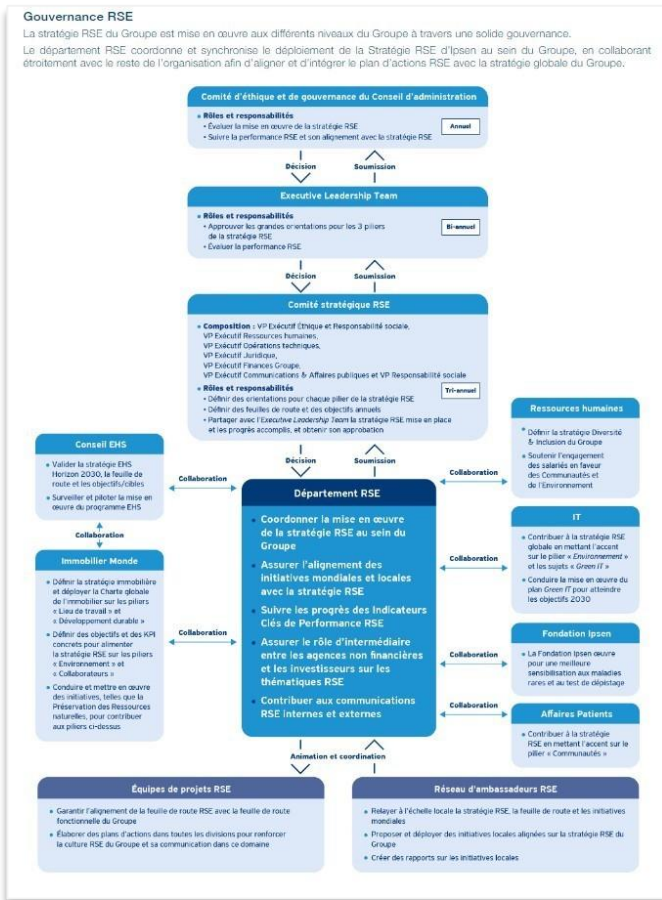 Gouvernance RSE
La stratégie RSE du Groupe est mise en œuvre aux différents niveaux du Groupe à travers une solide gouvernance.
Le département RSE coordonne et synchronise le déploiement de la Stratégie RSE d'Ipsen au sein du Groupe, en collaborant
étroitement avec le reste de l'organisation afin d'aligner et d'intégrer le plan d'actions RSE avec la stratégie globale du Groupe.
Comité d'éthique et de gouvernance du Conseil d'administration
• Rôles et responsabilités
• Évaluer la mise en œuvre de la stratégie RSE
• Suivre la performance RSE et son alignement avec la stratégie RSE
Annuel
Décision
Soumission
Executive Leadership Team
• Rôles et responsabilités
• Approuver les grandes orientations pour les 3 piliers
de la stratégie RSE
• Évaluer la performance RSE
Bi-annuel
Décision
Soumission
Comité stratégique RSE
• Composition : VP Exécutif Éthique et Responsabilité sociale,
VP Exécutif Ressources humaines,
VP Exécutif Opérations techniques,
VP Exécutif Juridique,
VP Exécutif Finances Groupe,
VP Exécutif Communications & Affaires publiques et VP Responsabilité sociale
• Rôles et responsabilités
• Définir des orientations pour chaque pilier de la stratégie RSE
• Définir des feuilles de route et des objectifs annuels
• Partager avec l'Executive Leadership Team la stratégie RSE mise en place
et les progrès accomplis, et obtenir son approbation
Tri-annuel
Décision
Soumission
Conseil EHS
• Valider la stratégie EHS
Horizon 2030, la feuille de
route et les objectifs/cibles
• Surveiller et piloter la mise en
œuvre du programme EHS
Collaboration
Collaboration
Immobilier Monde
• Définir la stratégie immobilière
et déployer la Charte globale
de l'immobilier sur les piliers
« Lieu de travail » et
« Développement durable »
• Définir des objectifs et des KPI
concrets pour alimenter
la stratégie RSE sur les piliers
« Environnement » et
« Collaborateurs »
• Conduire et mettre en œuvre
des initiatives, telles que la
Préservation des Ressources
naturelles, pour contribuer
aux piliers ci-dessus
Collaboration
Département RSE
• Coordonner la mise en œuvre
de la stratégie RSE au sein du
Groupe
• Assurer l'alignement des
initiatives mondiales et locales
avec la stratégie RSE
• Suivre les progrès des Indicateurs
Clés de Performance RSE
• Assurer le rôle d'intermédiaire
entre les agences non financières
et les investisseurs sur les
thématiques RSE
• Contribuer aux communications
RSE internes et externes
Collaboration
Ressources humaines
• Définir la stratégie Diversité
& Inclusion du Groupe
• Soutenir l'engagement
des salariés en faveur
des Communautés et
de l'Environnement
Collaboration
IT
• Contribuer à la stratégie RSE
globale en mettant l'accent
sur le pilier « Environnement »
et les sujets « Green IT »
• Conduire la mise en œuvre du
plan Green IT pour atteindre
les objectifs 2030
Collaboration
Fondation Ipsen
• La Fondation Ipsen œuvre
pour une meilleure
sensibilisation aux maladies
rares et au test de dépistage
Collaboration
Affaires Patients
• Contribuer à la stratégie
RSE en mettant l'accent sur le
pilier « Communautés »
Animation et coordination
Équipes de projets RSE
• Garantir l'alignement de la feuille de route RSE avec la feuille de route
fonctionnelle du Groupe
• Élaborer des plans d'actions dans toutes les divisions pour renforcer
la culture RSE du Groupe et sa communication dans ce domaine
Réseau d'ambassadeurs RSE
• Relayer à l'échelle locale la stratégie RSE, la feuille de route et les initiatives
mondiales
• Proposer et déployer des initiatives locales alignées sur la stratégie RSE du
Groupe
• Créer des rapports sur les initiatives locales